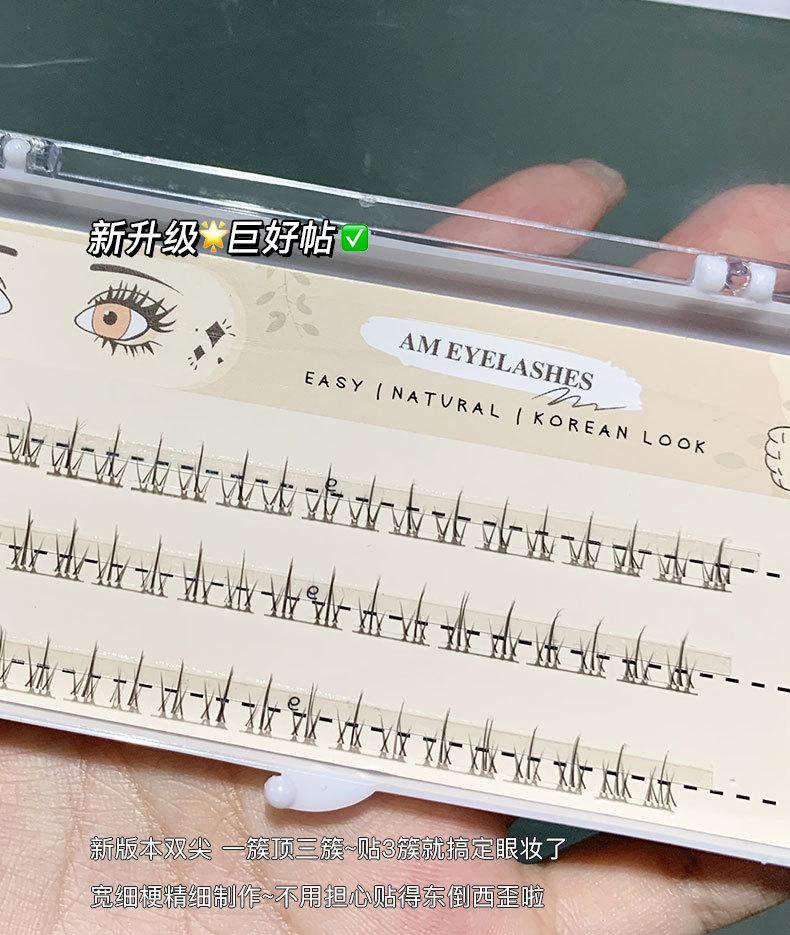 新升级🌟巨好帖✅
AM EYELASHES
EASY | NATURAL | KOREAN LOOK
e
e
e
新版本双尖 一簇顶三簇~贴3簇就搞定眼妆了
宽细梗精细制作~不用担心贴得东倒西歪啦